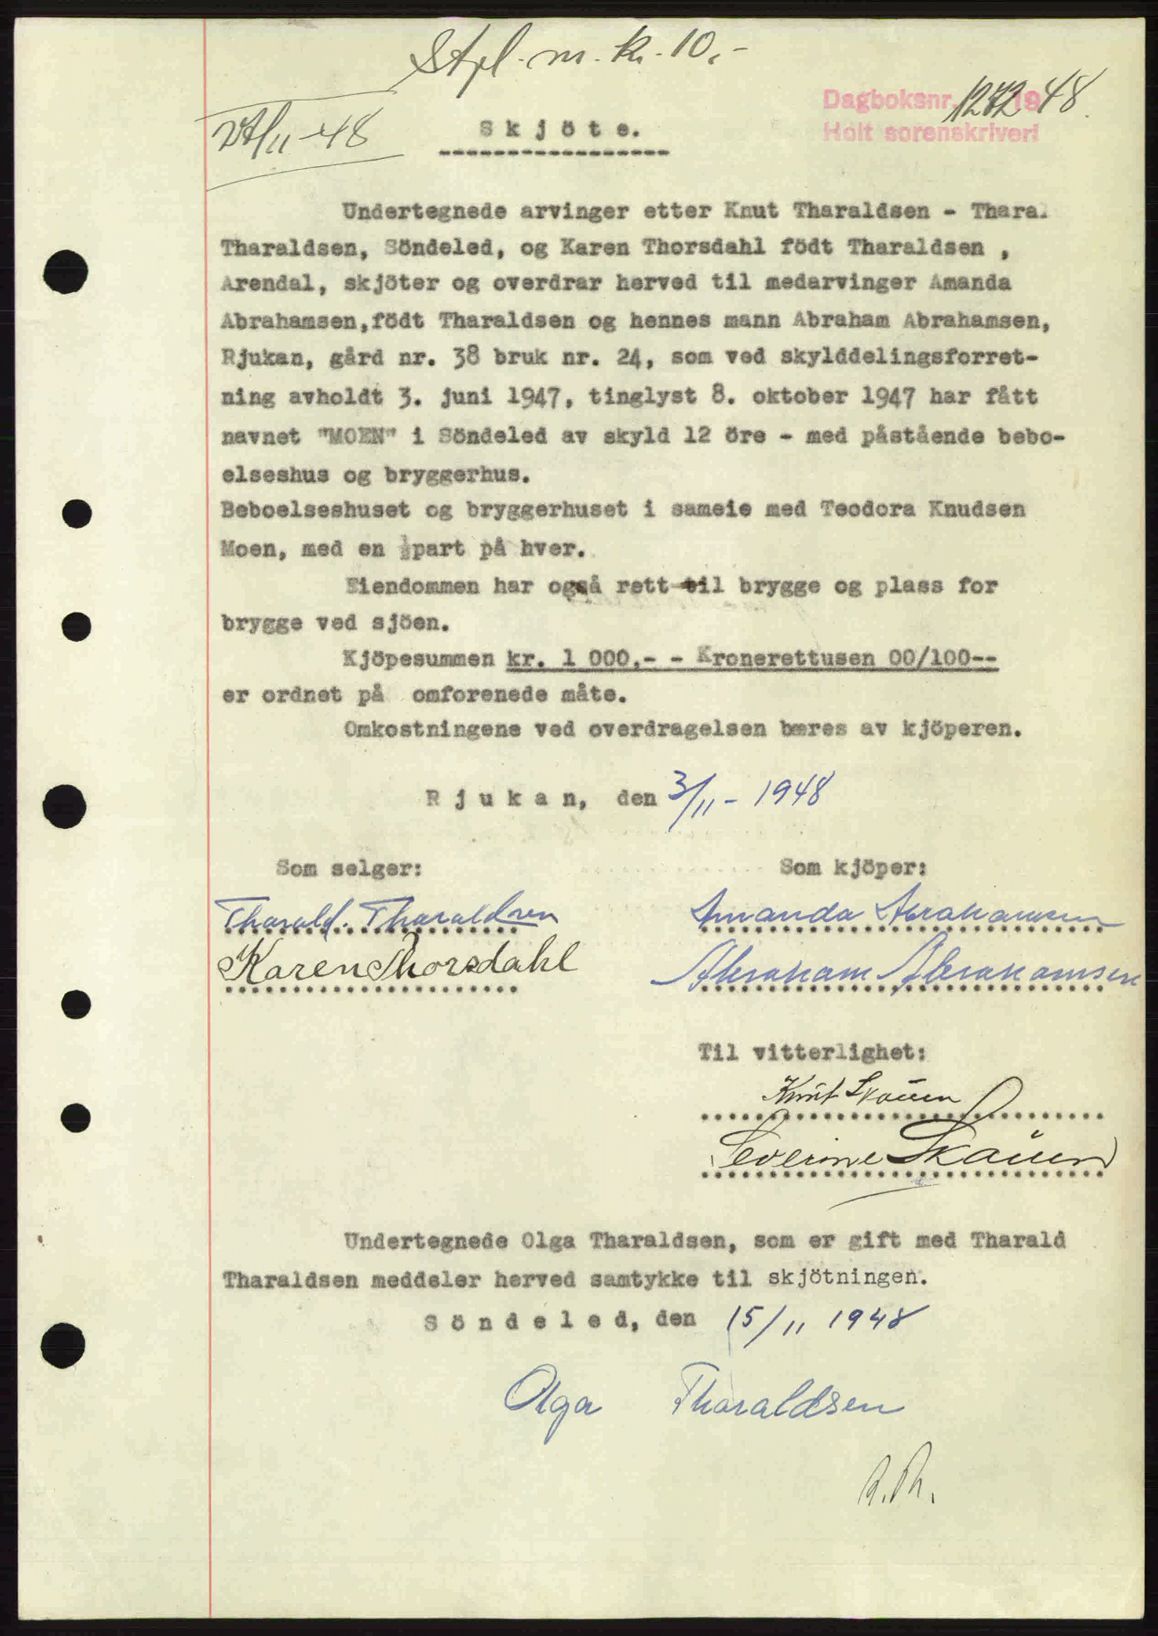 Stpl. m. kr. 10,-
Dagboksnr. 1272 1948.
Holt sorenskriveri
/11-48
Skjöte.
Undertegnede arvinger etter Knut Tharaldsen - Thara.
Tharaldsen, Söndeled, og Karen Thorsdahl födt Tharaldsen ,
Arendal, skjöter og overdrar herved til medarvinger Amanda
Abrahamsen,födt Tharaldsen og hennes mann Abraham Abrahamsen,
Rjukan, gård nr. 38 bruk nr. 24, som ved skylddelingsforret-
ning avholdt 3. juni 1947, tinglyst 8. oktober 1947 har fått
navnet "MOEN" i Söndeled av skyld 12 öre - med påstående bebo-
elseshus og bryggerhus.
Beboelseshuset og bryggerhuset i sameie med Teodora Knudsen
Moen, med en ½part på hver.
Eiendommen har også rett til brygge og plass for
brygge ved sjöen.
Kjöpesummen kr. 1 000.- - Kronerettusen 00/100--
er ordnet på omforenede måte.
Omkostningene ved overdragelsen bæres av kjöperen.
Rjukan, den 3/11 - 1948
Som selger: Som kjöper:
Tharald. Tharaldsen Amanda Abrahamsen
Karen Thorsdahl Abraham Abrahamsen
Til vitterlighet:
Knut Skåuen
Severine Skåuen
Undertegnede Olga Tharaldsen, som er gift med Tharald
Tharaldsen meddeler herved samtykke til skjötningen.
Söndeled, den 15/11 1948
Olga Tharaldsen